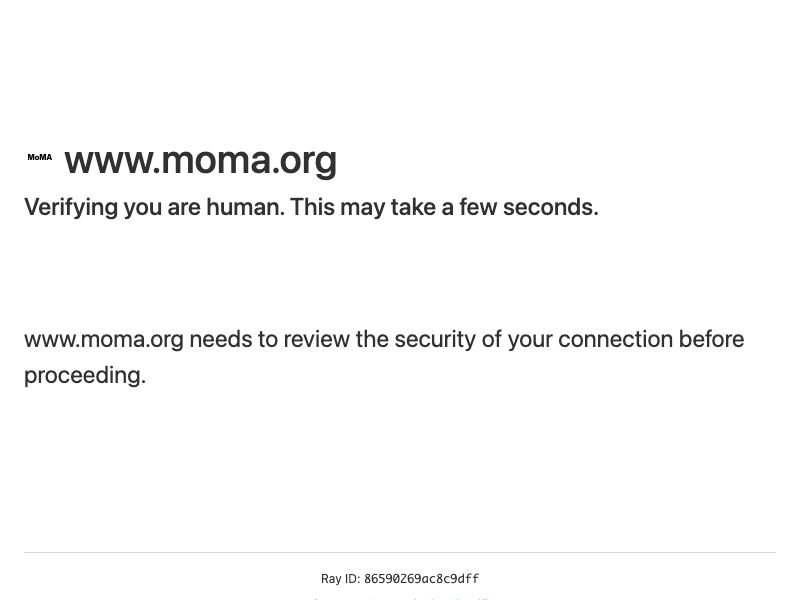 MoMA www.moma.org
Verifying you are human. This may take a few seconds.
www.moma.org needs to review the security of your connection before
proceeding.
Ray ID: 86590269ac8c9dff